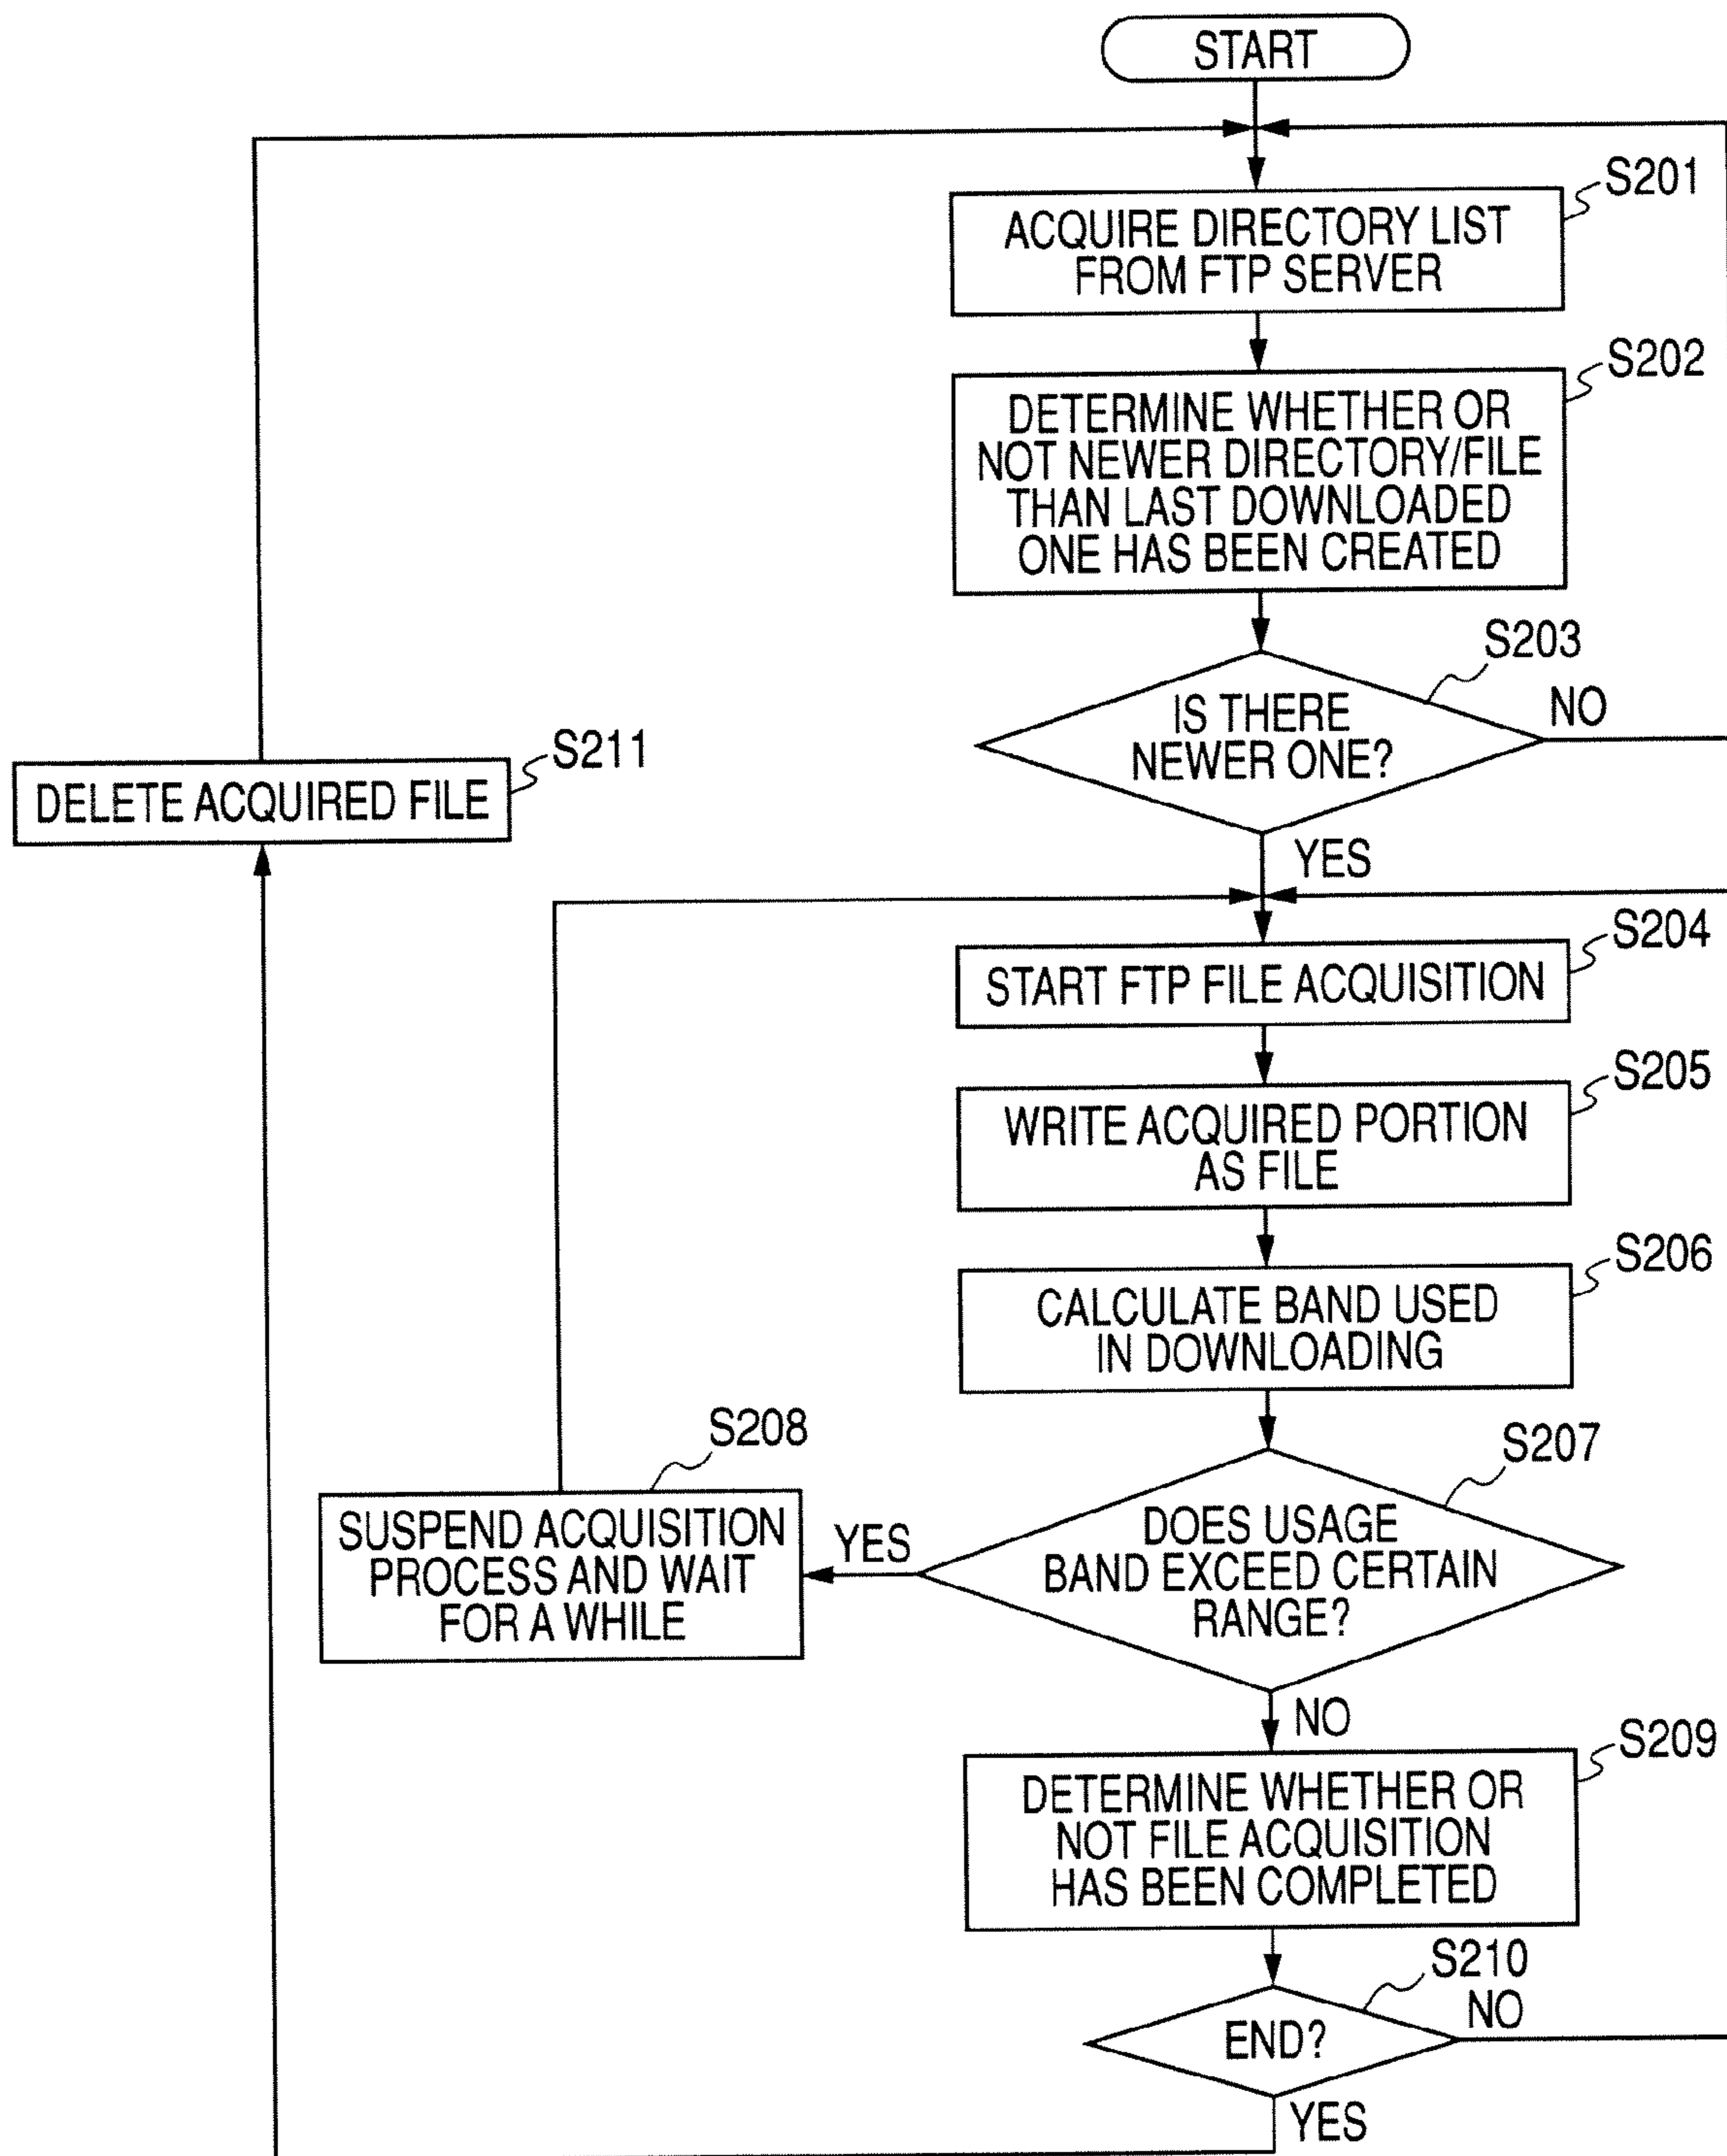 START
S201
ACQUIRE DIRECTORY LIST
FROM FTP SERVER
S202
DETERMINE WHETHER OR
NOT NEWER DIRECTORY/FILE
THAN LAST DOWNLOADED
ONE HAS BEEN CREATED
S203
IS THERE
NEWER ONE?
NO
S211
DELETE ACQUIRED FILE
YES
S204
START FTP FILE ACQUISITION
S205
WRITE ACQUIRED PORTION
AS FILE
S206
CALCULATE BAND USED
IN DOWNLOADING
S207
DOES USAGE
BAND EXCEED CERTAIN
RANGE?
YES
S208
SUSPEND ACQUISITION
PROCESS AND WAIT
FOR A WHILE
NO
S209
DETERMINE WHETHER OR
NOT FILE ACQUISITION
HAS BEEN COMPLETED
S210
END?
NO
YES